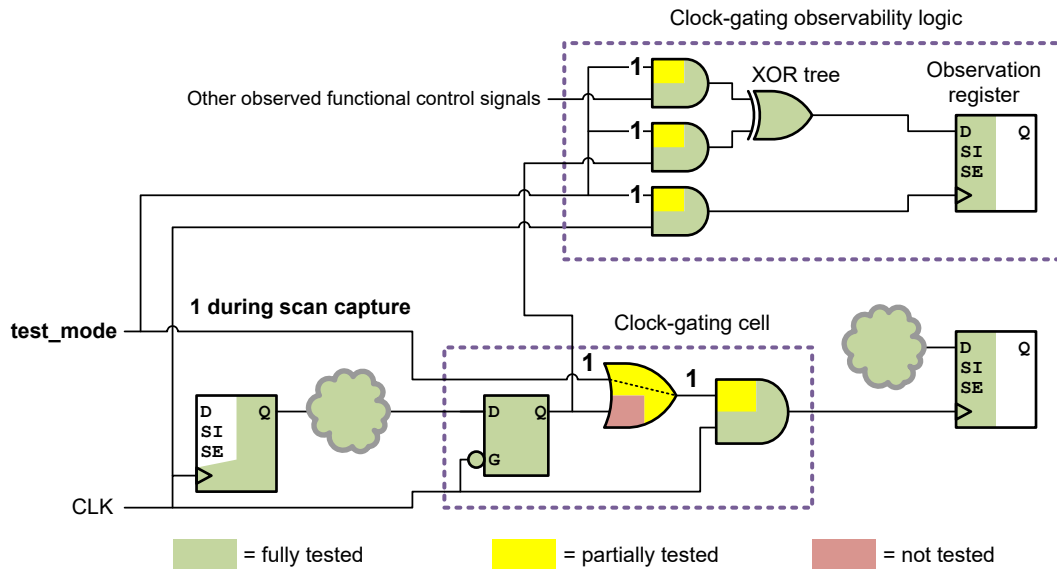 Clock-gating observability logic
1
XOR tree
Observation
register
Other observed functional control signals
1
D Q
SI
SE
1
1 during scan capture
test_mode
Clock-gating cell
1
1
D Q
SI
SE
D Q
SI
SE
D Q
G
CLK
= fully tested
= partially tested
= not tested